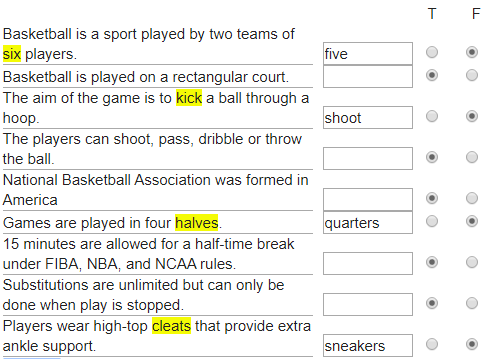 T F
Basketball is a sport played by two teams of
six players. five
Basketball is played on a rectangular court.
The aim of the game is to kick a ball through a
hoop. shoot
The players can shoot, pass, dribble or throw
the ball.
National Basketball Association was formed in
America
Games are played in four halves. quarters
15 minutes are allowed for a half-time break
under FIBA, NBA, and NCAA rules.
Substitutions are unlimited but can only be
done when play is stopped.
Players wear high-top cleats that provide extra
ankle support. sneakers